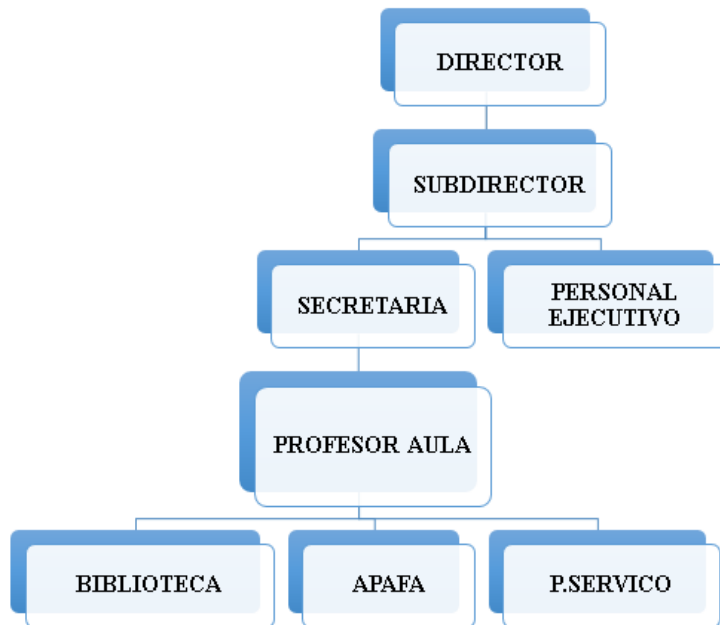 DIRECTOR
SUBDIRECTOR
SECRETARIA
PERSONAL
EJECUTIVO
PROFESOR AULA
BIBLIOTECA
APAFA
P.SERVICO